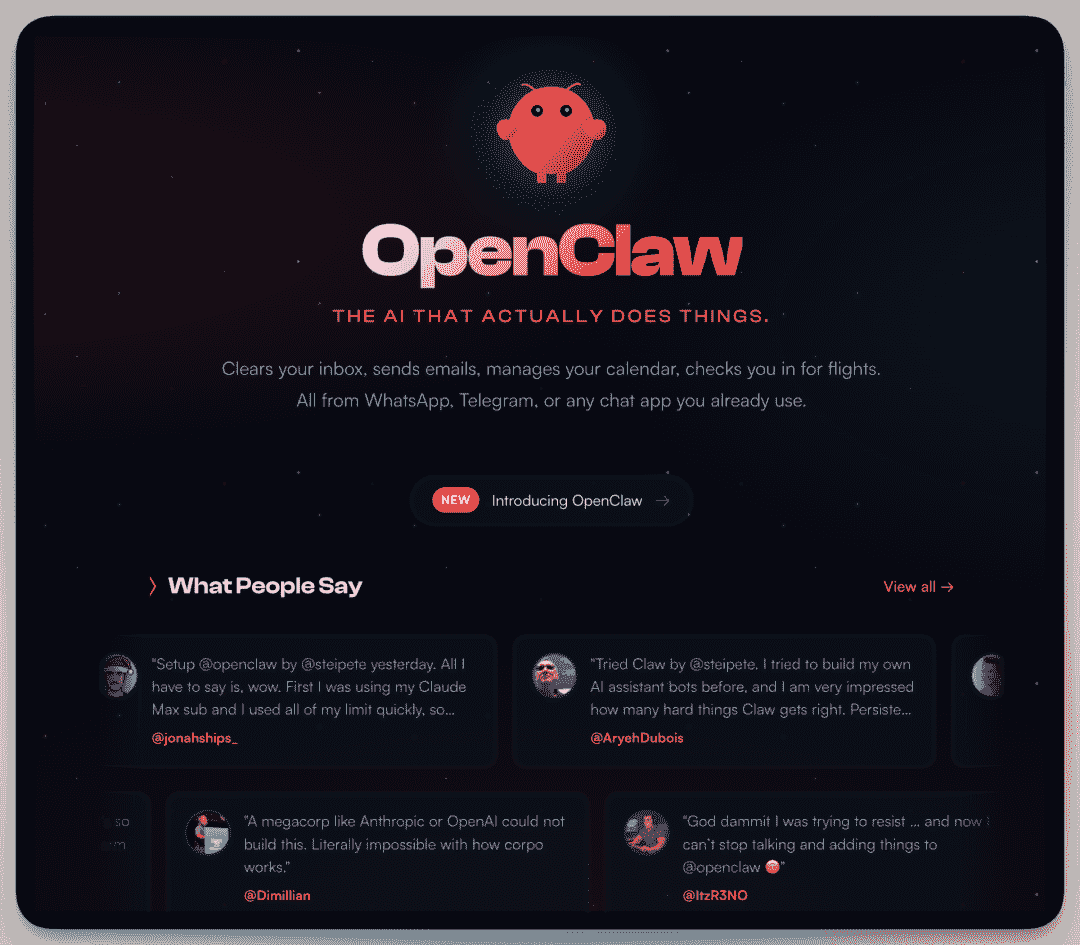 OpenClaw
THE AI THAT ACTUALLY DOES THINGS.
Clears your inbox, sends emails, manages your calendar, checks you in for flights.
All from WhatsApp, Telegram, or any chat app you already use.
NEW Introducing OpenClaw →
What People Say
View all →
"Setup @openclaw by @steipete yesterday. All I
have to say is, wow. First I was using my Claude
Max sub and I used all of my limit quickly, so...
@jonahships_
"Tried Claw by @steipete. I tried to build my own
AI assistant bots before, and I am very impressed
how many hard things Claw gets right. Persiste...
@AryehDubois
so
"A megacorp like Anthropic or OpenAI could not
build this. Literally impossible with how corpo
works."
@Dimillian
"God dammit I was trying to resist ... and now I
can't stop talking and adding things to
@openclaw 🥵"
@ItzR3NO